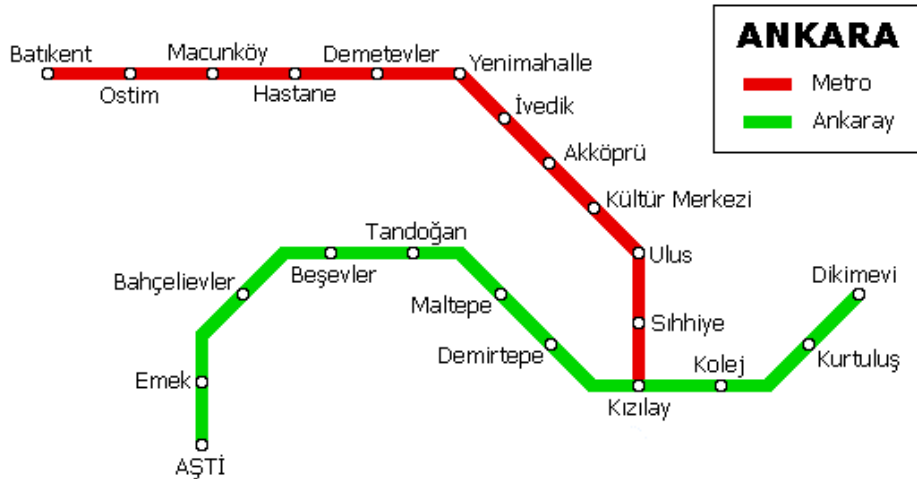 ANKARA
Metro
Ankaray
Batıkent
Ostim
Macunköy
Hastane
Demetevler
Yenimahalle
İvedik
Akköprü
Kültür Merkezi
Ulus
Sıhhiye
Kızılay
AŞTİ
Emek
Bahçelievler
Beşevler
Tandoğan
Maltepe
Demirtepe
Kolej
Kurtuluş
Dikimevi